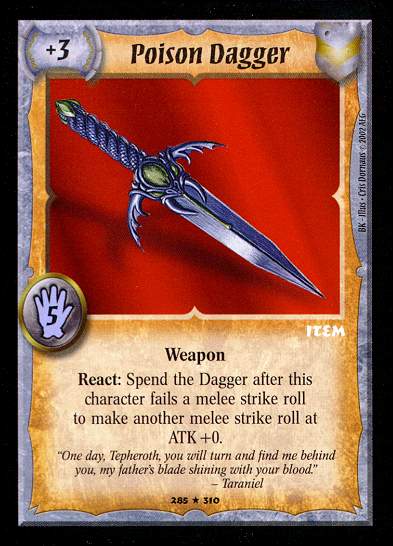 +3
Poison Dagger
BK - Illus - Cris Dornaus © 2002 AEG
5
ITEM
Weapon
React: Spend the Dagger after this
character fails a melee strike roll
to make another melee strike roll at
ATK +0.
“One day, Tepheroth, you will turn and find me behind
you, my father's blade shining with your blood.”
– Taraniel
285 ★ 310